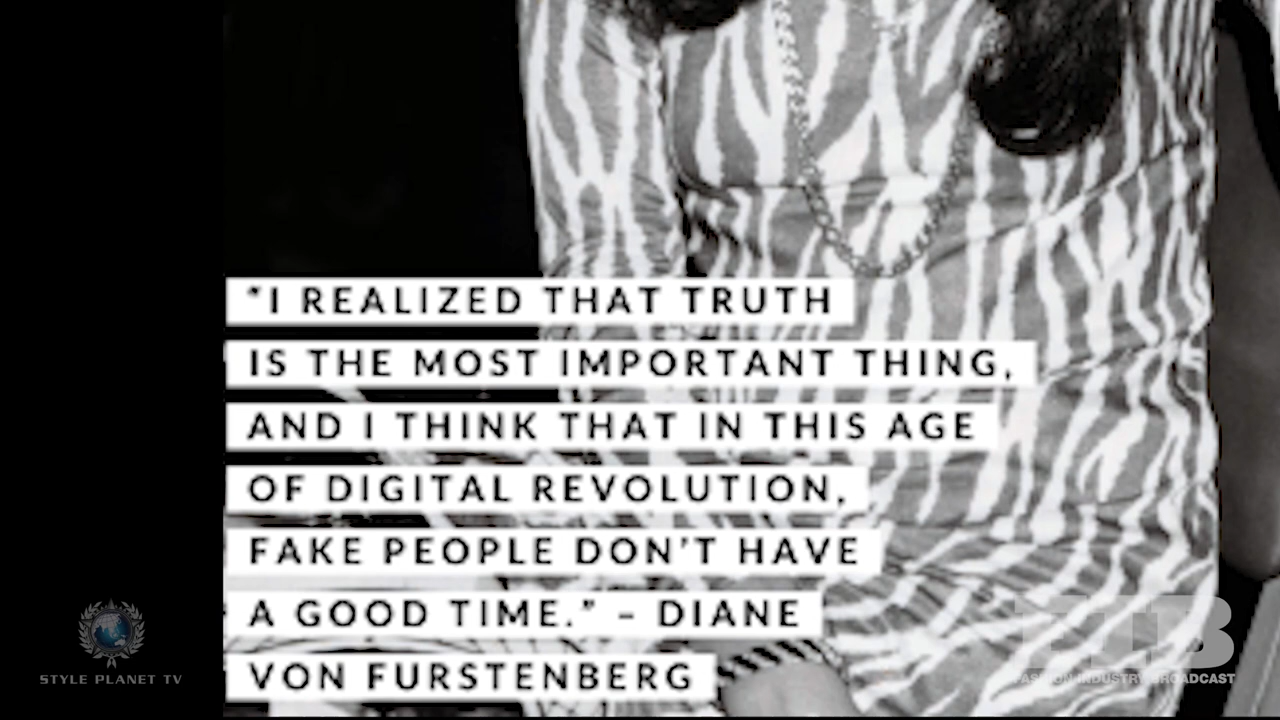 “I REALIZED THAT TRUTH
IS THE MOST IMPORTANT THING,
AND I THINK THAT IN THIS AGE
OF DIGITAL REVOLUTION,
FAKE PEOPLE DON’T HAVE
A GOOD TIME.” – DIANE
VON FURSTENBERG
STYLE PLANET TV
FIB
FASHION INDUSTRY BROADCAST